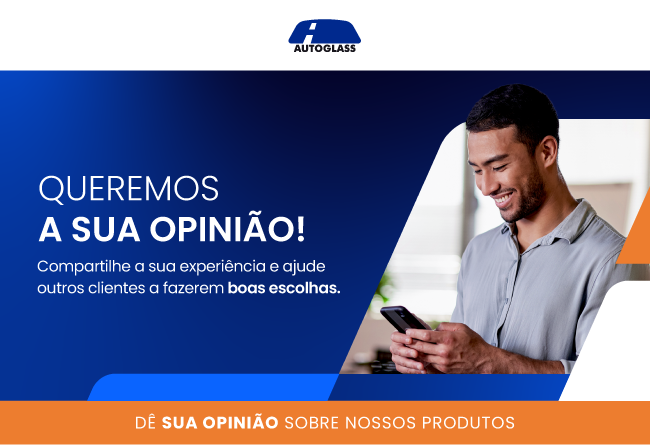 AUTOGLASS
QUEREMOS
A SUA OPINIÃO!
Compartilhe a sua experiência e ajude
outros clientes a fazerem boas escolhas.
DÊ SUA OPINIÃO SOBRE NOSSOS PRODUTOS